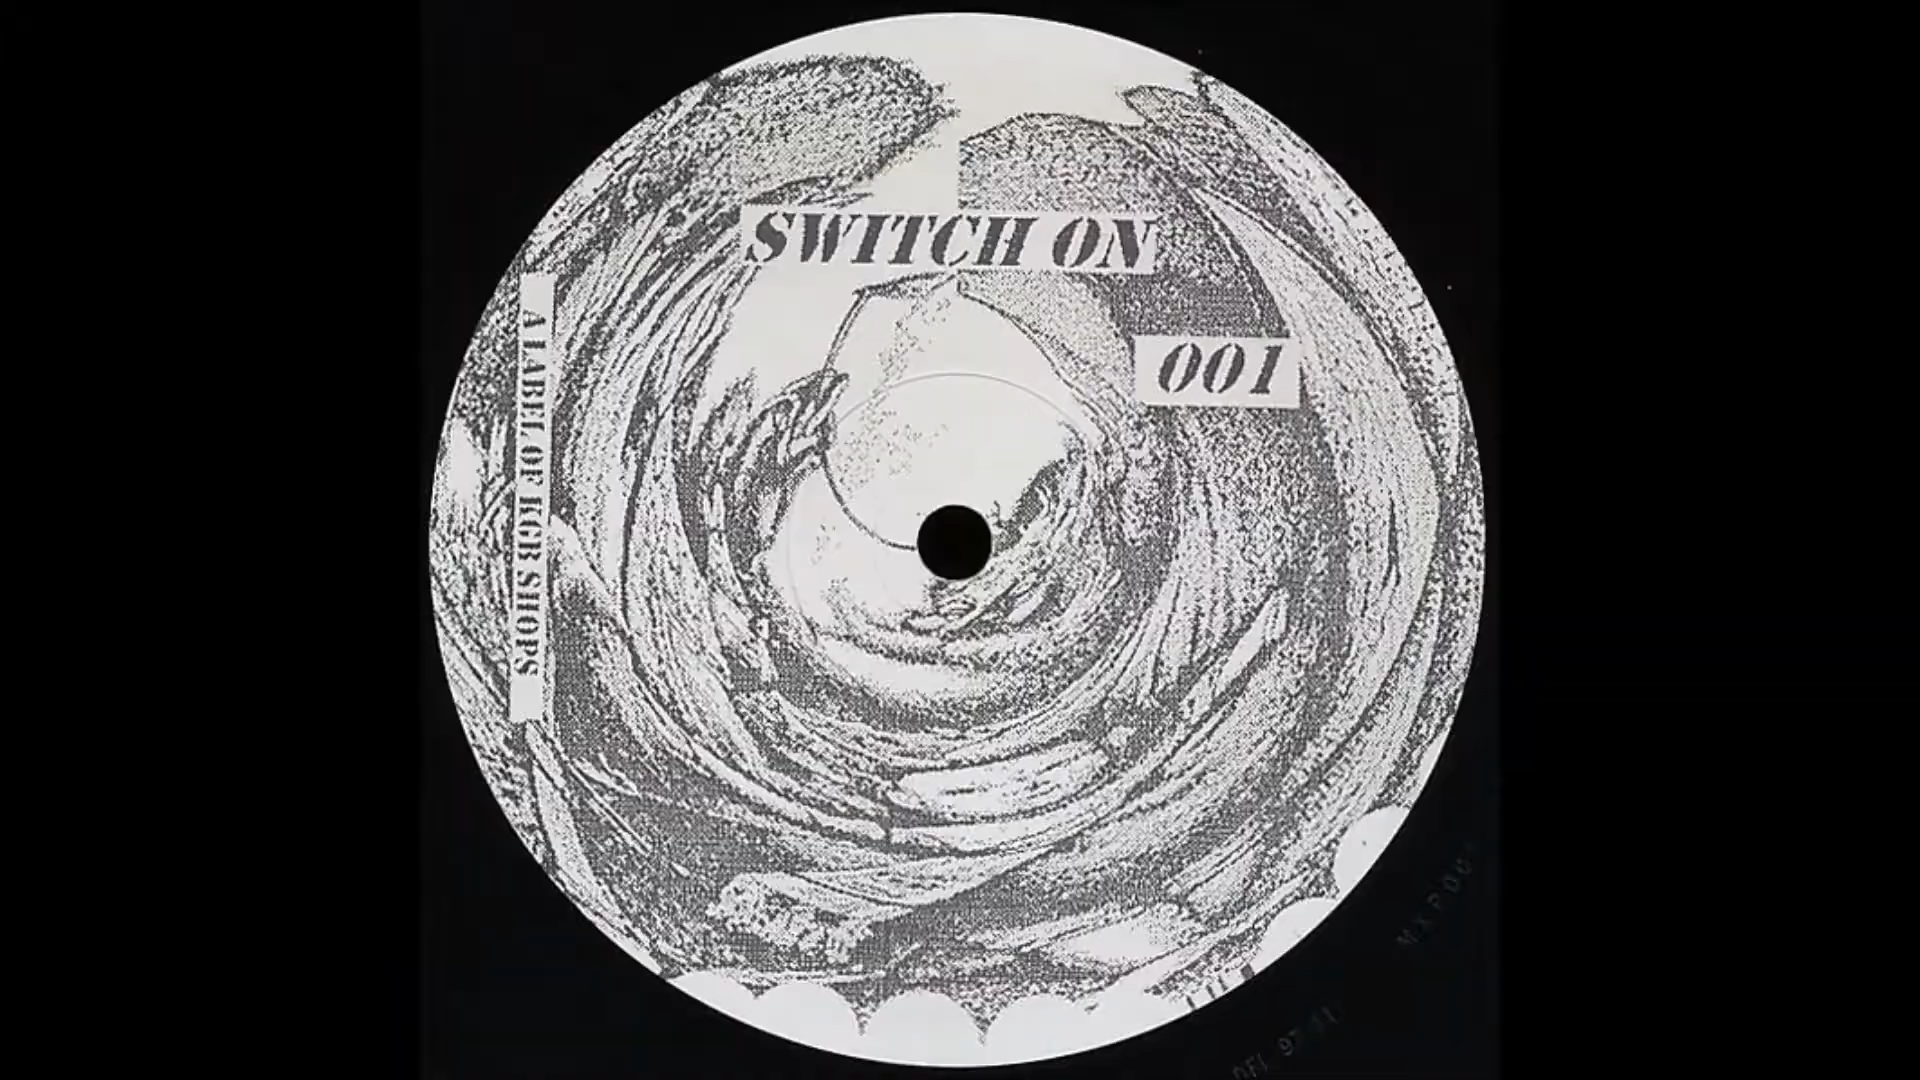 SWITCH ON
001
A LABEL OF KGB SHOPS